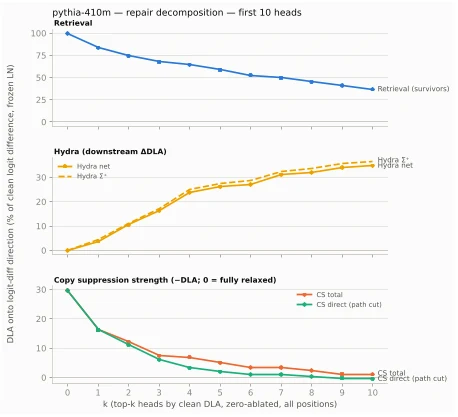 pythia-410m — repair decomposition — first 10 heads
Retrieval
100
75
50
25
0
Retrieval (survivors)
Hydra (downstream ΔDLA)
Hydra net
Hydra Σ⁺
30
20
10
0
Hydra Σ⁺
Hydra net
Copy suppression strength (−DLA; 0 = fully relaxed)
CS total
CS direct (path cut)
30
20
10
0
CS total
CS direct (path cut)
0 1 2 3 4 5 6 7 8 9 10
k (top-k heads by clean DLA, zero-ablated, all positions)
DLA onto logit-diff direction (% of clean logit difference, frozen LN)